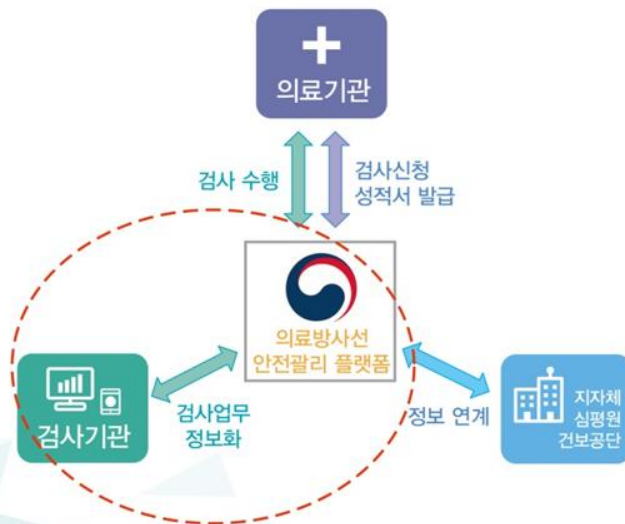 의료기관
검사 수행
검사신청
성적서 발급
의료방사선
안전괄리 플랫폼
검사기관
검사업무
정보화
정보 연계
지자체
심평원
건보공단